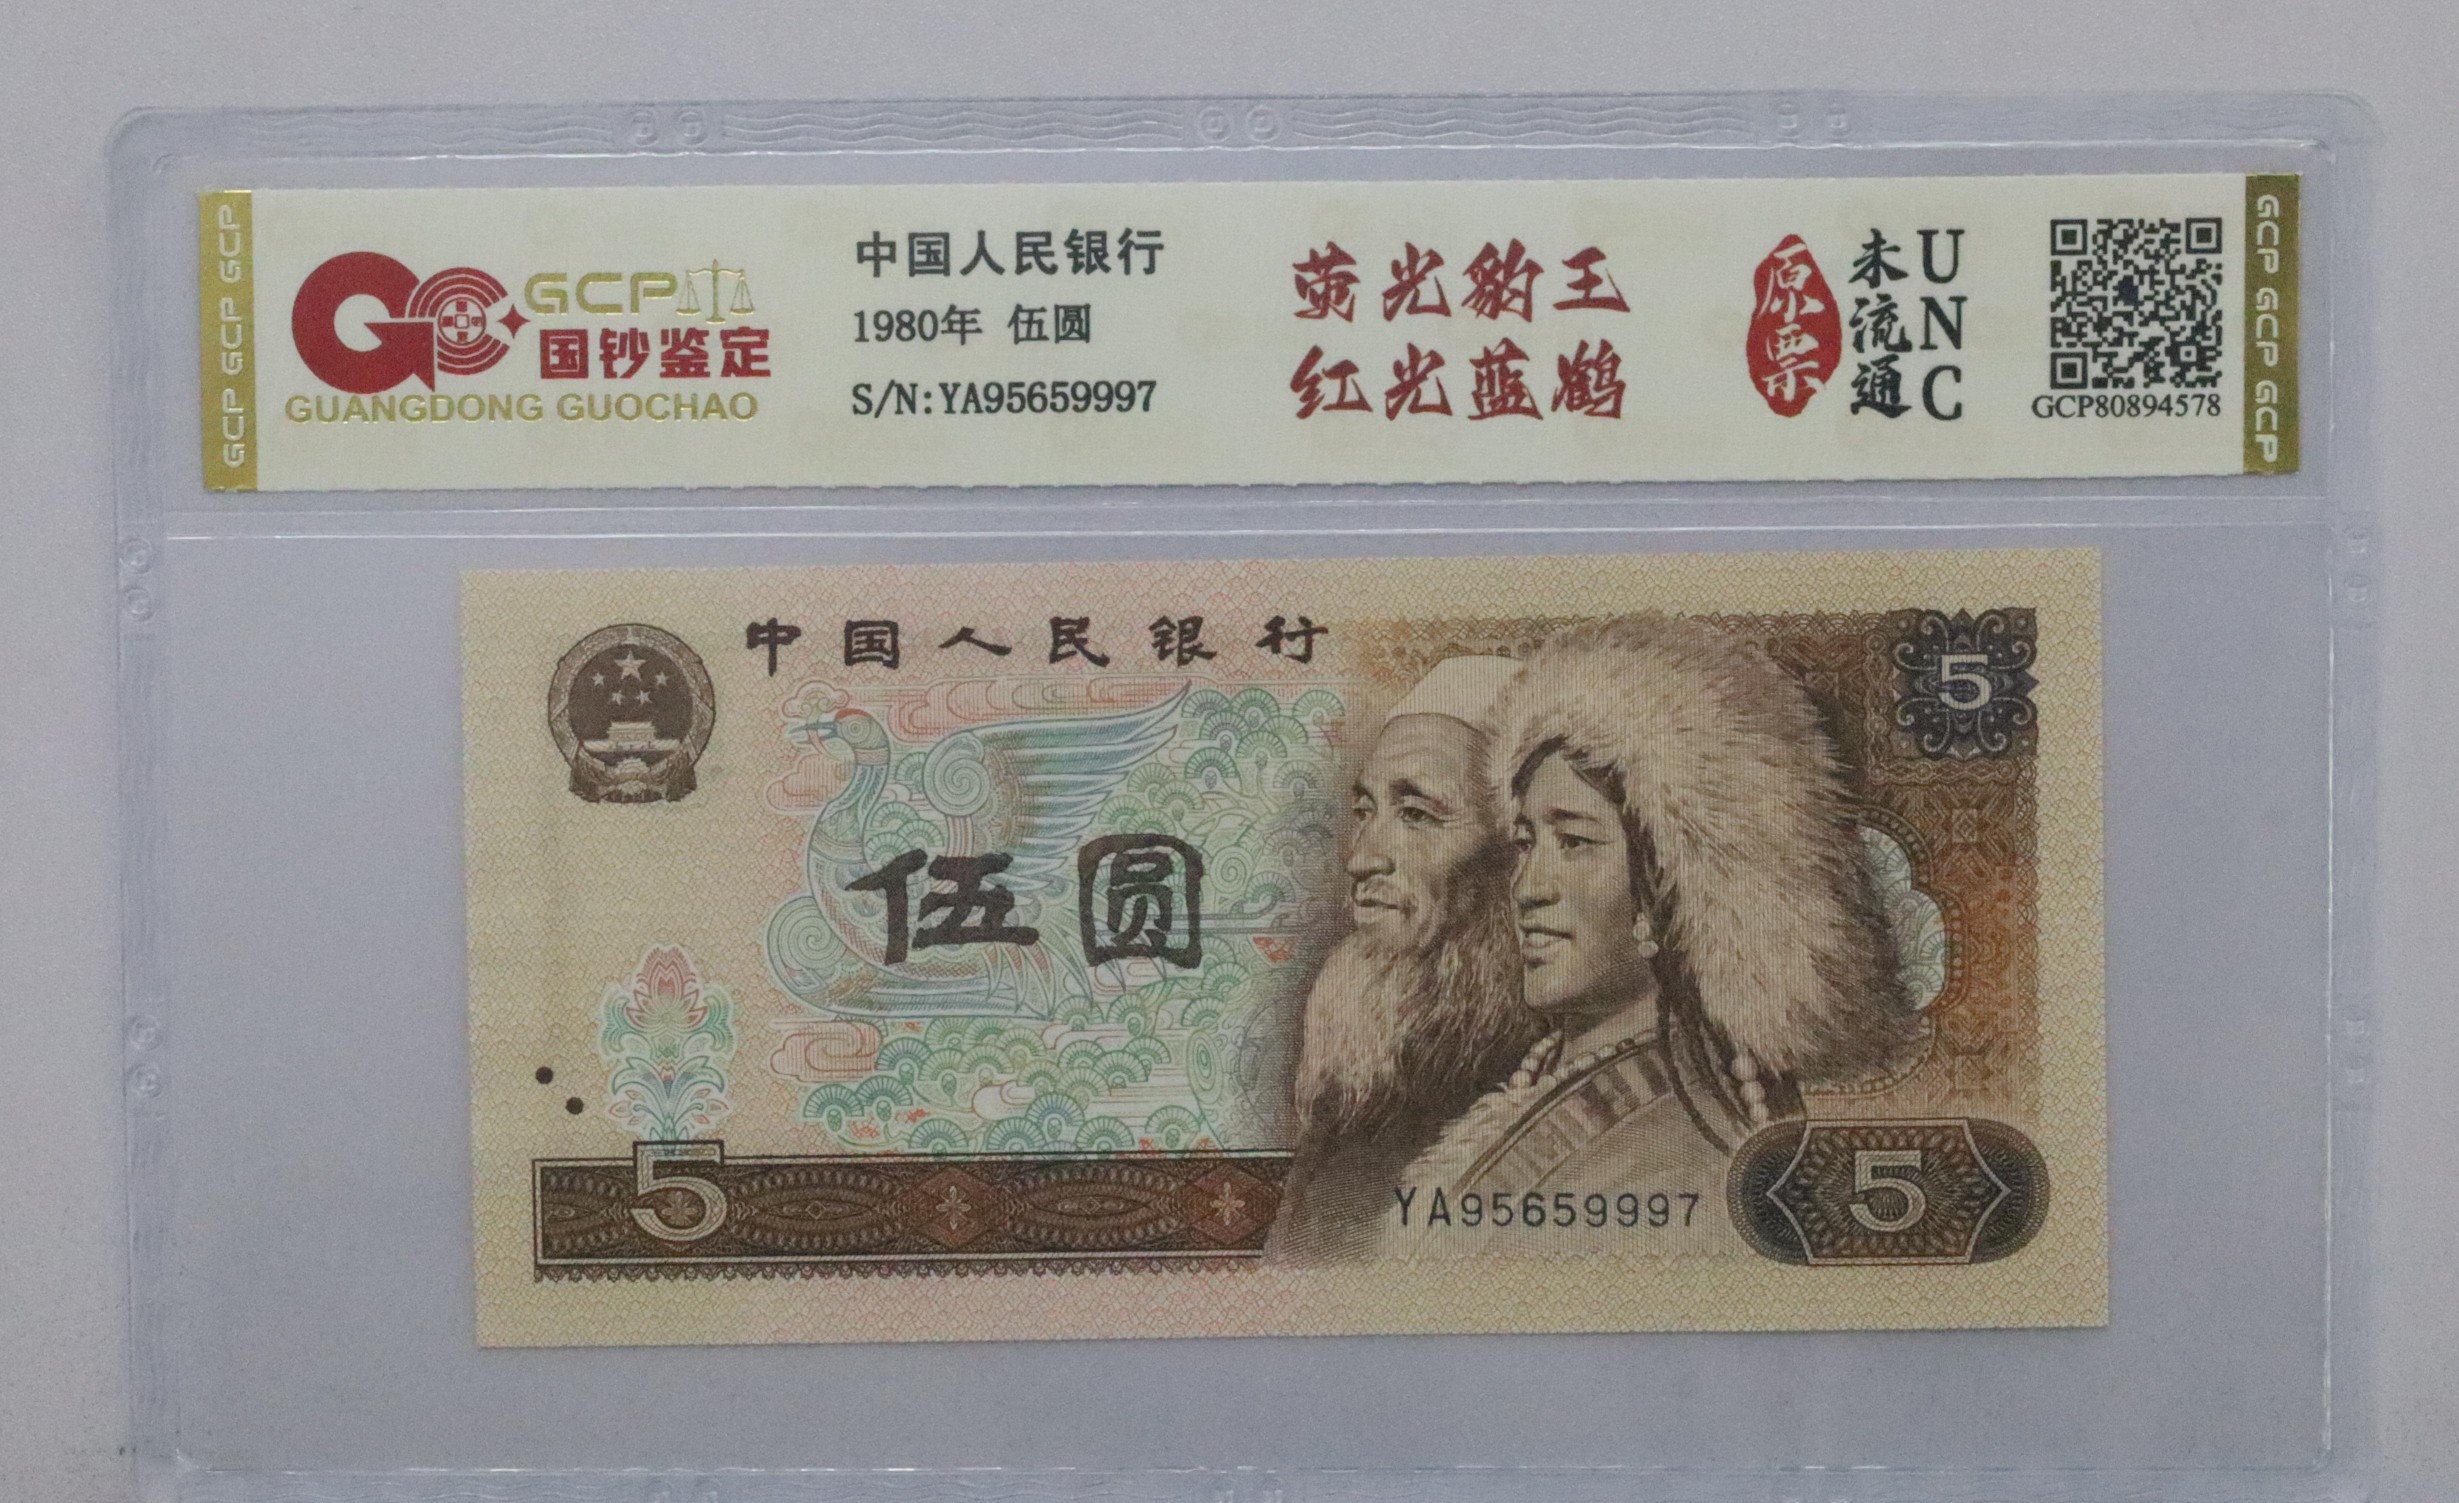 GCP GCP GCP
GCP
国钞鉴定
GUANGDONG GUOCHAO
中国人民银行
1980年 伍圆
S/N:YA95659997
荧光豹王
红光蓝鹤
原票
未流通
UNC
GCP80894578
GCP GCP GCP
中国人民银行
5
伍圆
5
YA95659997
5